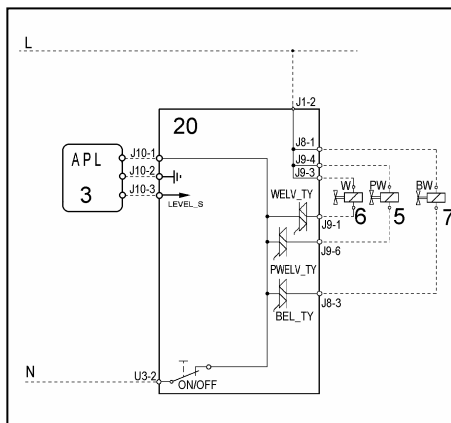 L
J1-2
20
J8-1
J9-4
J9-3
APL
3
J10-1
J10-2
J10-3
LEVEL_S
WELV_TY
W
PW
BW
6
5
7
J9-1
J9-6
PWELV_TY
J8-3
BEL_TY
N
U3-2
ON/OFF